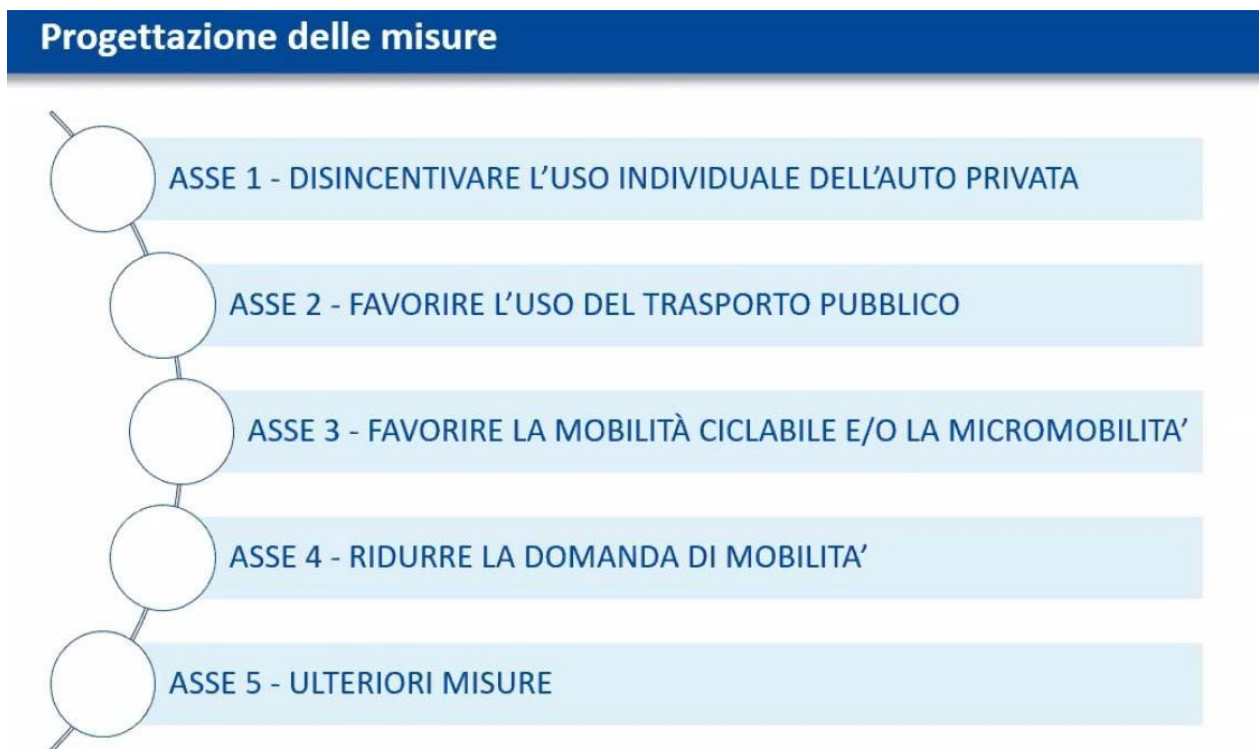 Progettazione delle misure
ASSE 1 - DISINCENTIVARE L’USO INDIVIDUALE DELL’AUTO PRIVATA
ASSE 2 - FAVORIRE L’USO DEL TRASPORTO PUBBLICO
ASSE 3 - FAVORIRE LA MOBILITÀ CICLABILE E/O LA MICROMOBILITA’
ASSE 4 - RIDURRE LA DOMANDA DI MOBILITA’
ASSE 5 - ULTERIORI MISURE